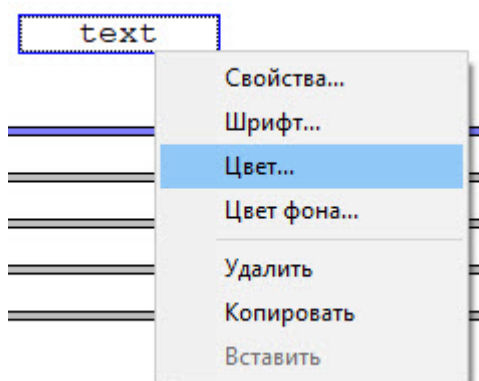 text
Свойства...
Шрифт...
Цвет...
Цвет фона...
Удалить
Копировать
Вставить